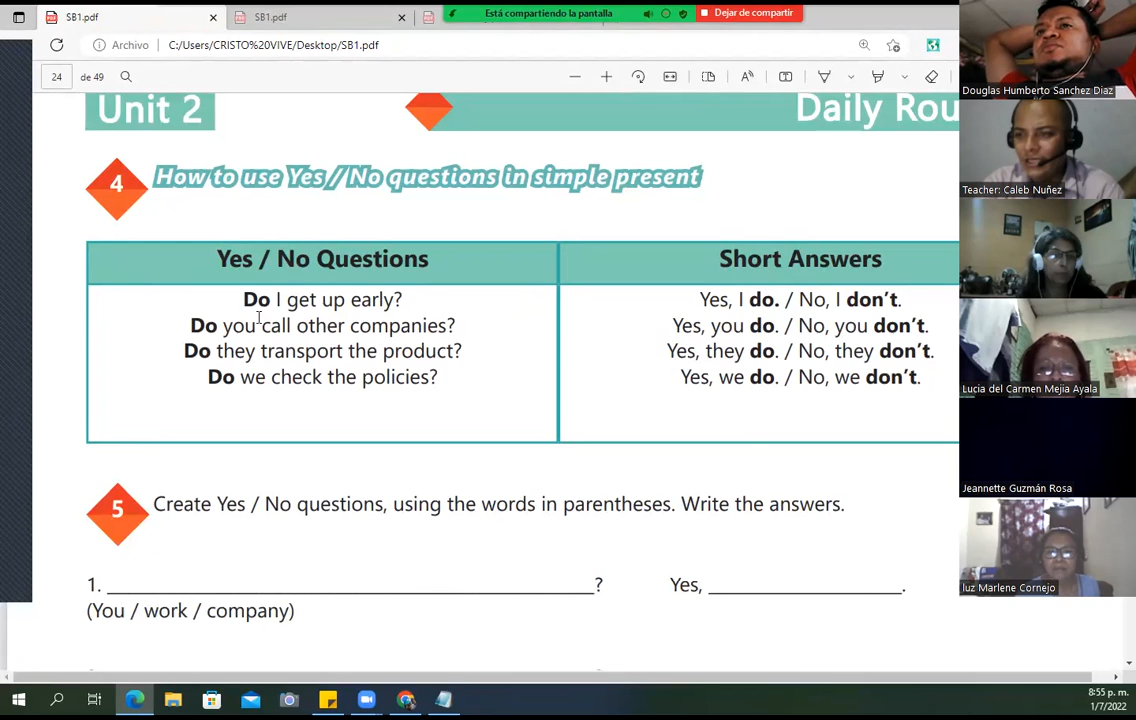 SB1.pdf
SB1.pdf
Está compartiendo la pantalla
Dejar de compartir
Archivo
C:/Users/CRISTO%20VIVE/Desktop/SB1.pdf
24
de 49
Unit 2
Daily Rou
4
How to use Yes / No questions in simple present
Yes / No Questions
Short Answers
Do I get up early?
Yes, I do. / No, I don't.
Do you call other companies?
Yes, you do. / No, you don't.
Do they transport the product?
Yes, they do. / No, they don't.
Do we check the policies?
Yes, we do. / No, we don't.
5
Create Yes / No questions, using the words in parentheses. Write the answers.
1. ______________________________ ?
Yes, ____________________.
(You / work / company)
Douglas Humberto Sanchez Diaz
Teacher: Caleb Nuñez
Lucia del Carmen Mejia Ayala
Jeannette Guzmán Rosa
luz Marlene Cornejo
8:55 p. m.
1/7/2022